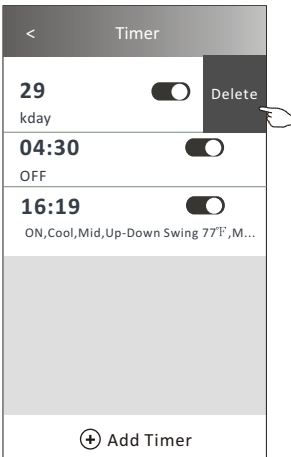 < Timer
29
Delete
kday
04:30
OFF
16:19
ON,Cool,Mid,Up-Down Swing 77℉,M...
Add Timer